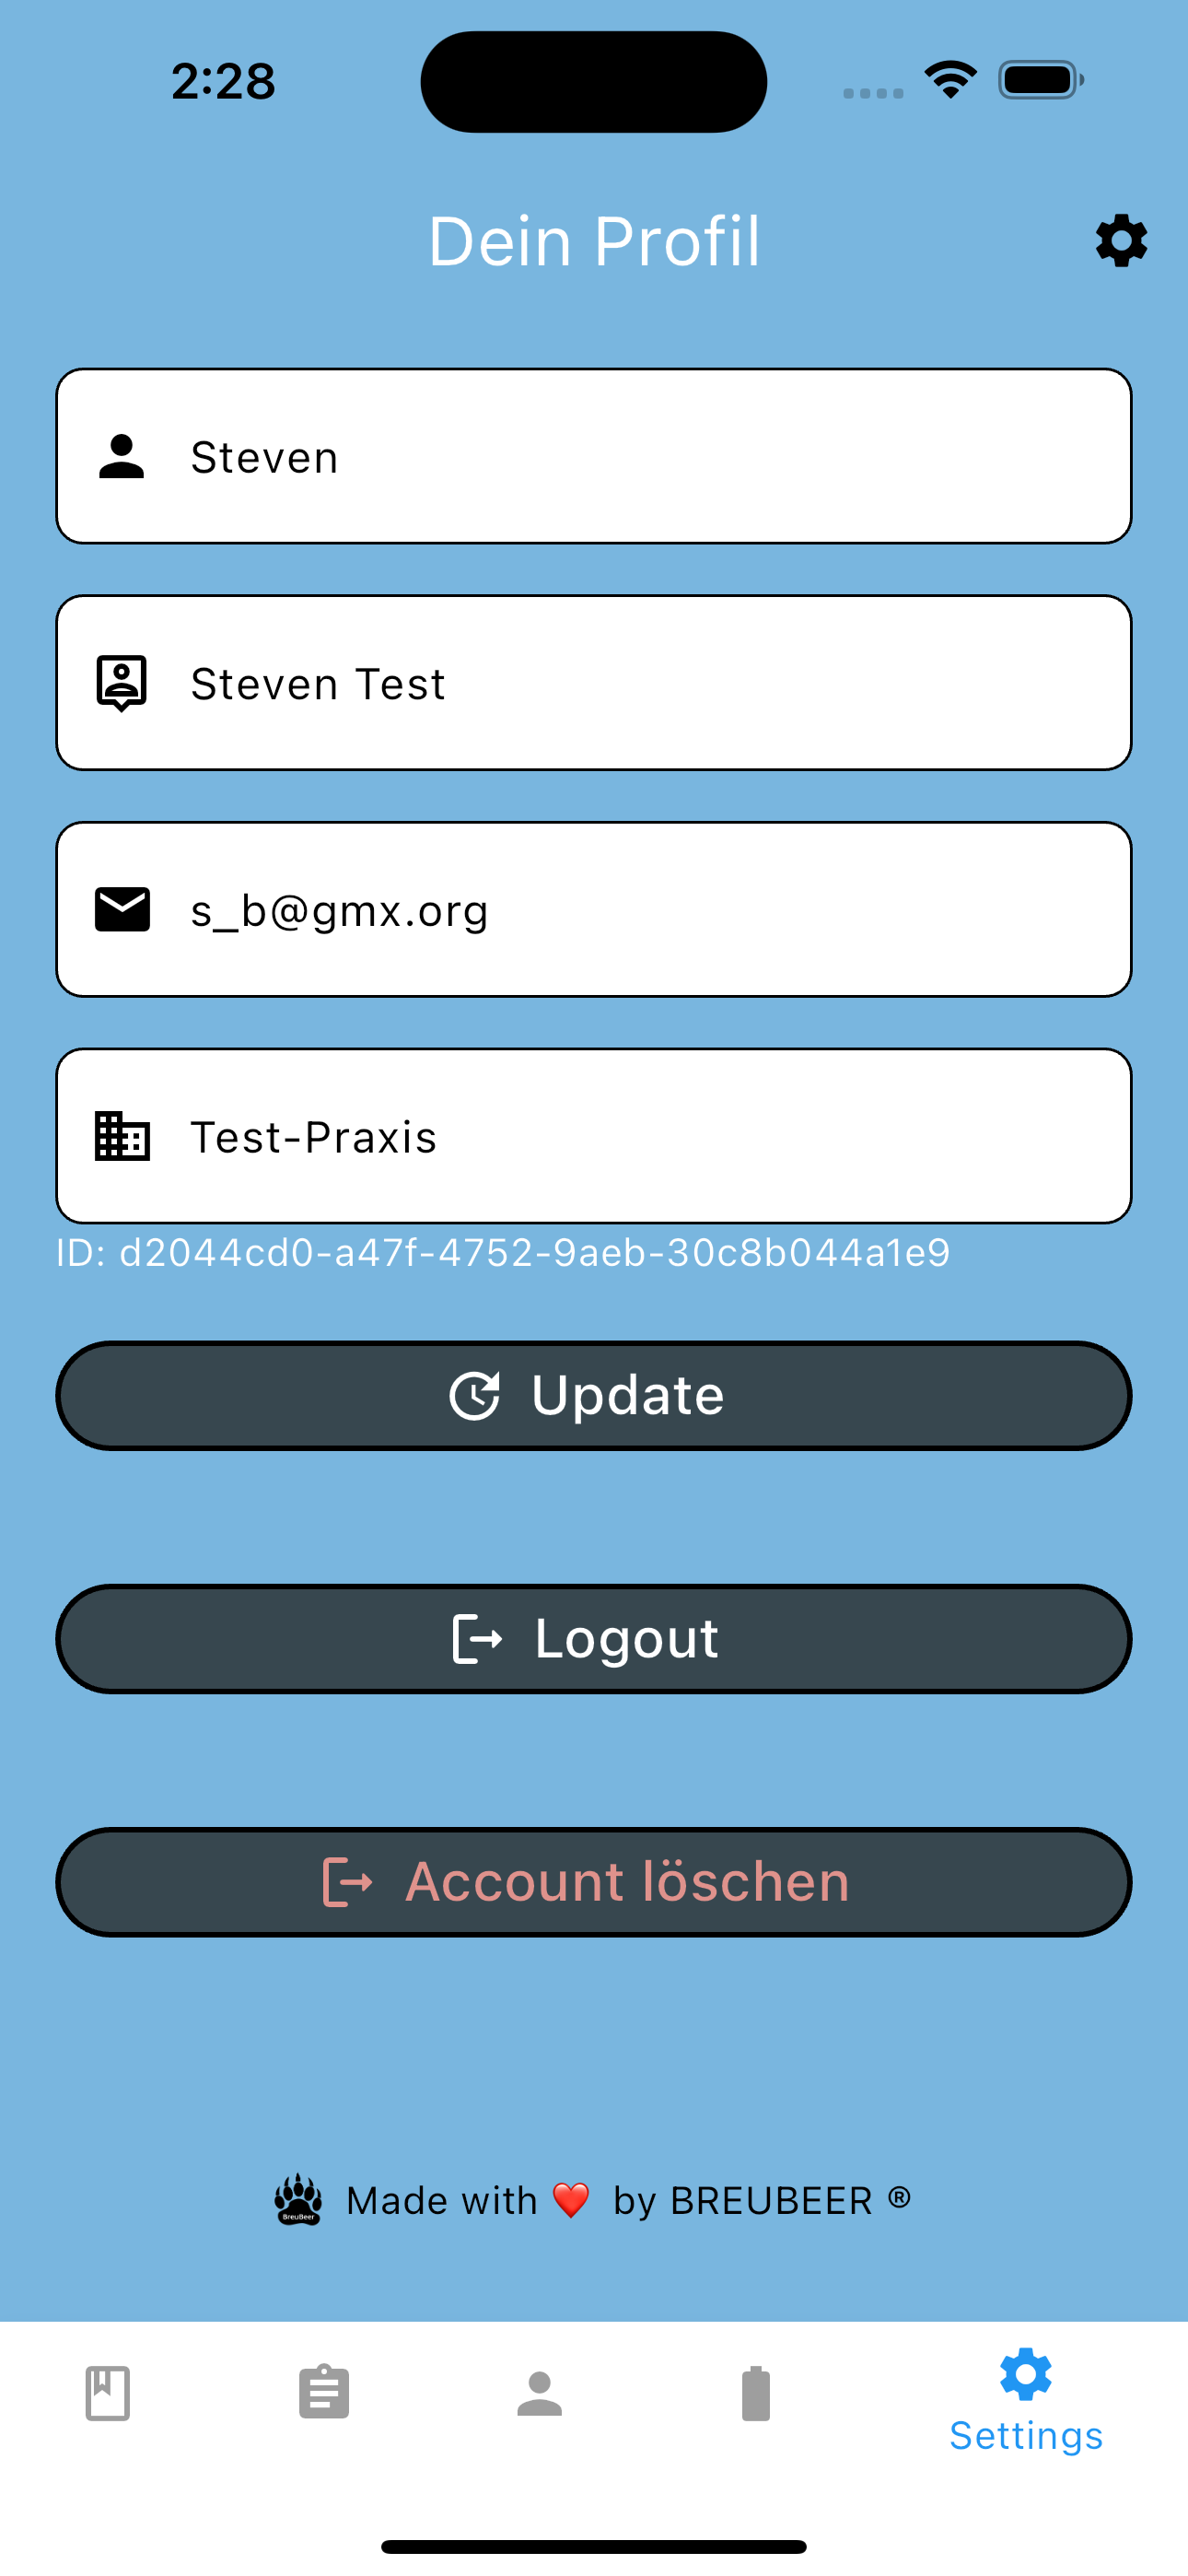 2:28
Dein Profil
Steven
Steven Test
s_b@gmx.org
Test-Praxis
ID: d2044cd0-a47f-4752-9aeb-30c8b044a1e9
Update
Logout
Account löschen
BreuBeer
Made with ❤️ by BREUBEER ®
Settings